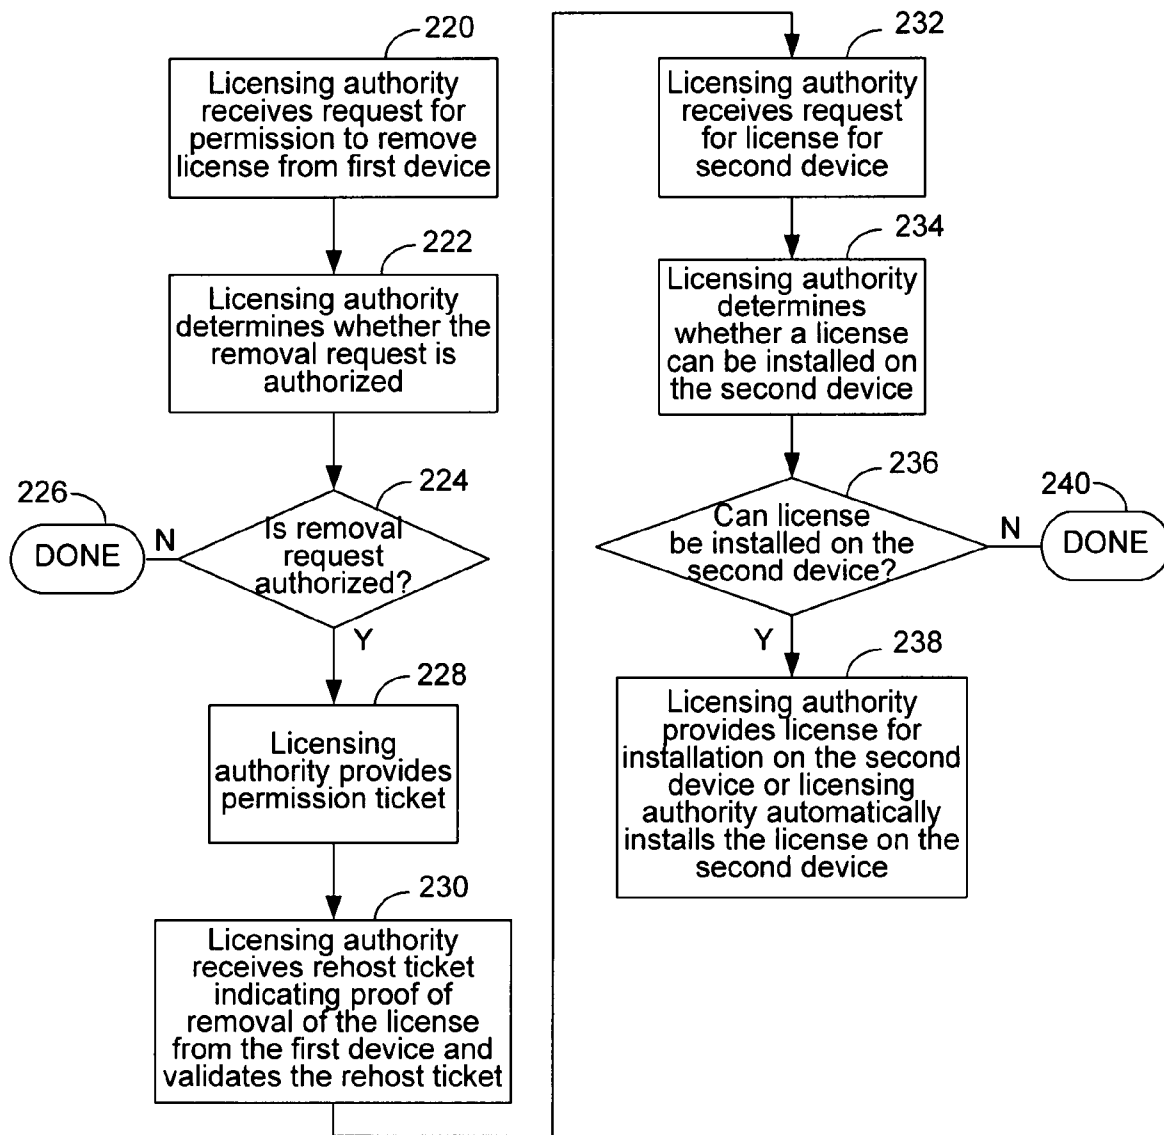 220
Licensing authority
receives request for
permission to remove
license from first device
222
Licensing authority
determines whether the
removal request is
authorized
224
Is removal
request
authorized?
226
DONE
N
Y
228
Licensing
authority provides
permission ticket
230
Licensing authority
receives rehost ticket
indicating proof of
removal of the license
from the first device and
validates the rehost ticket
232
Licensing authority
receives request
for license for
second device
234
Licensing authority
determines
whether a license
can be installed on
the second device
236
Can license
be installed on the
second device?
N
240
DONE
Y
238
Licensing authority
provides license for
installation on the second
device or licensing
authority automatically
installs the license on the
second device